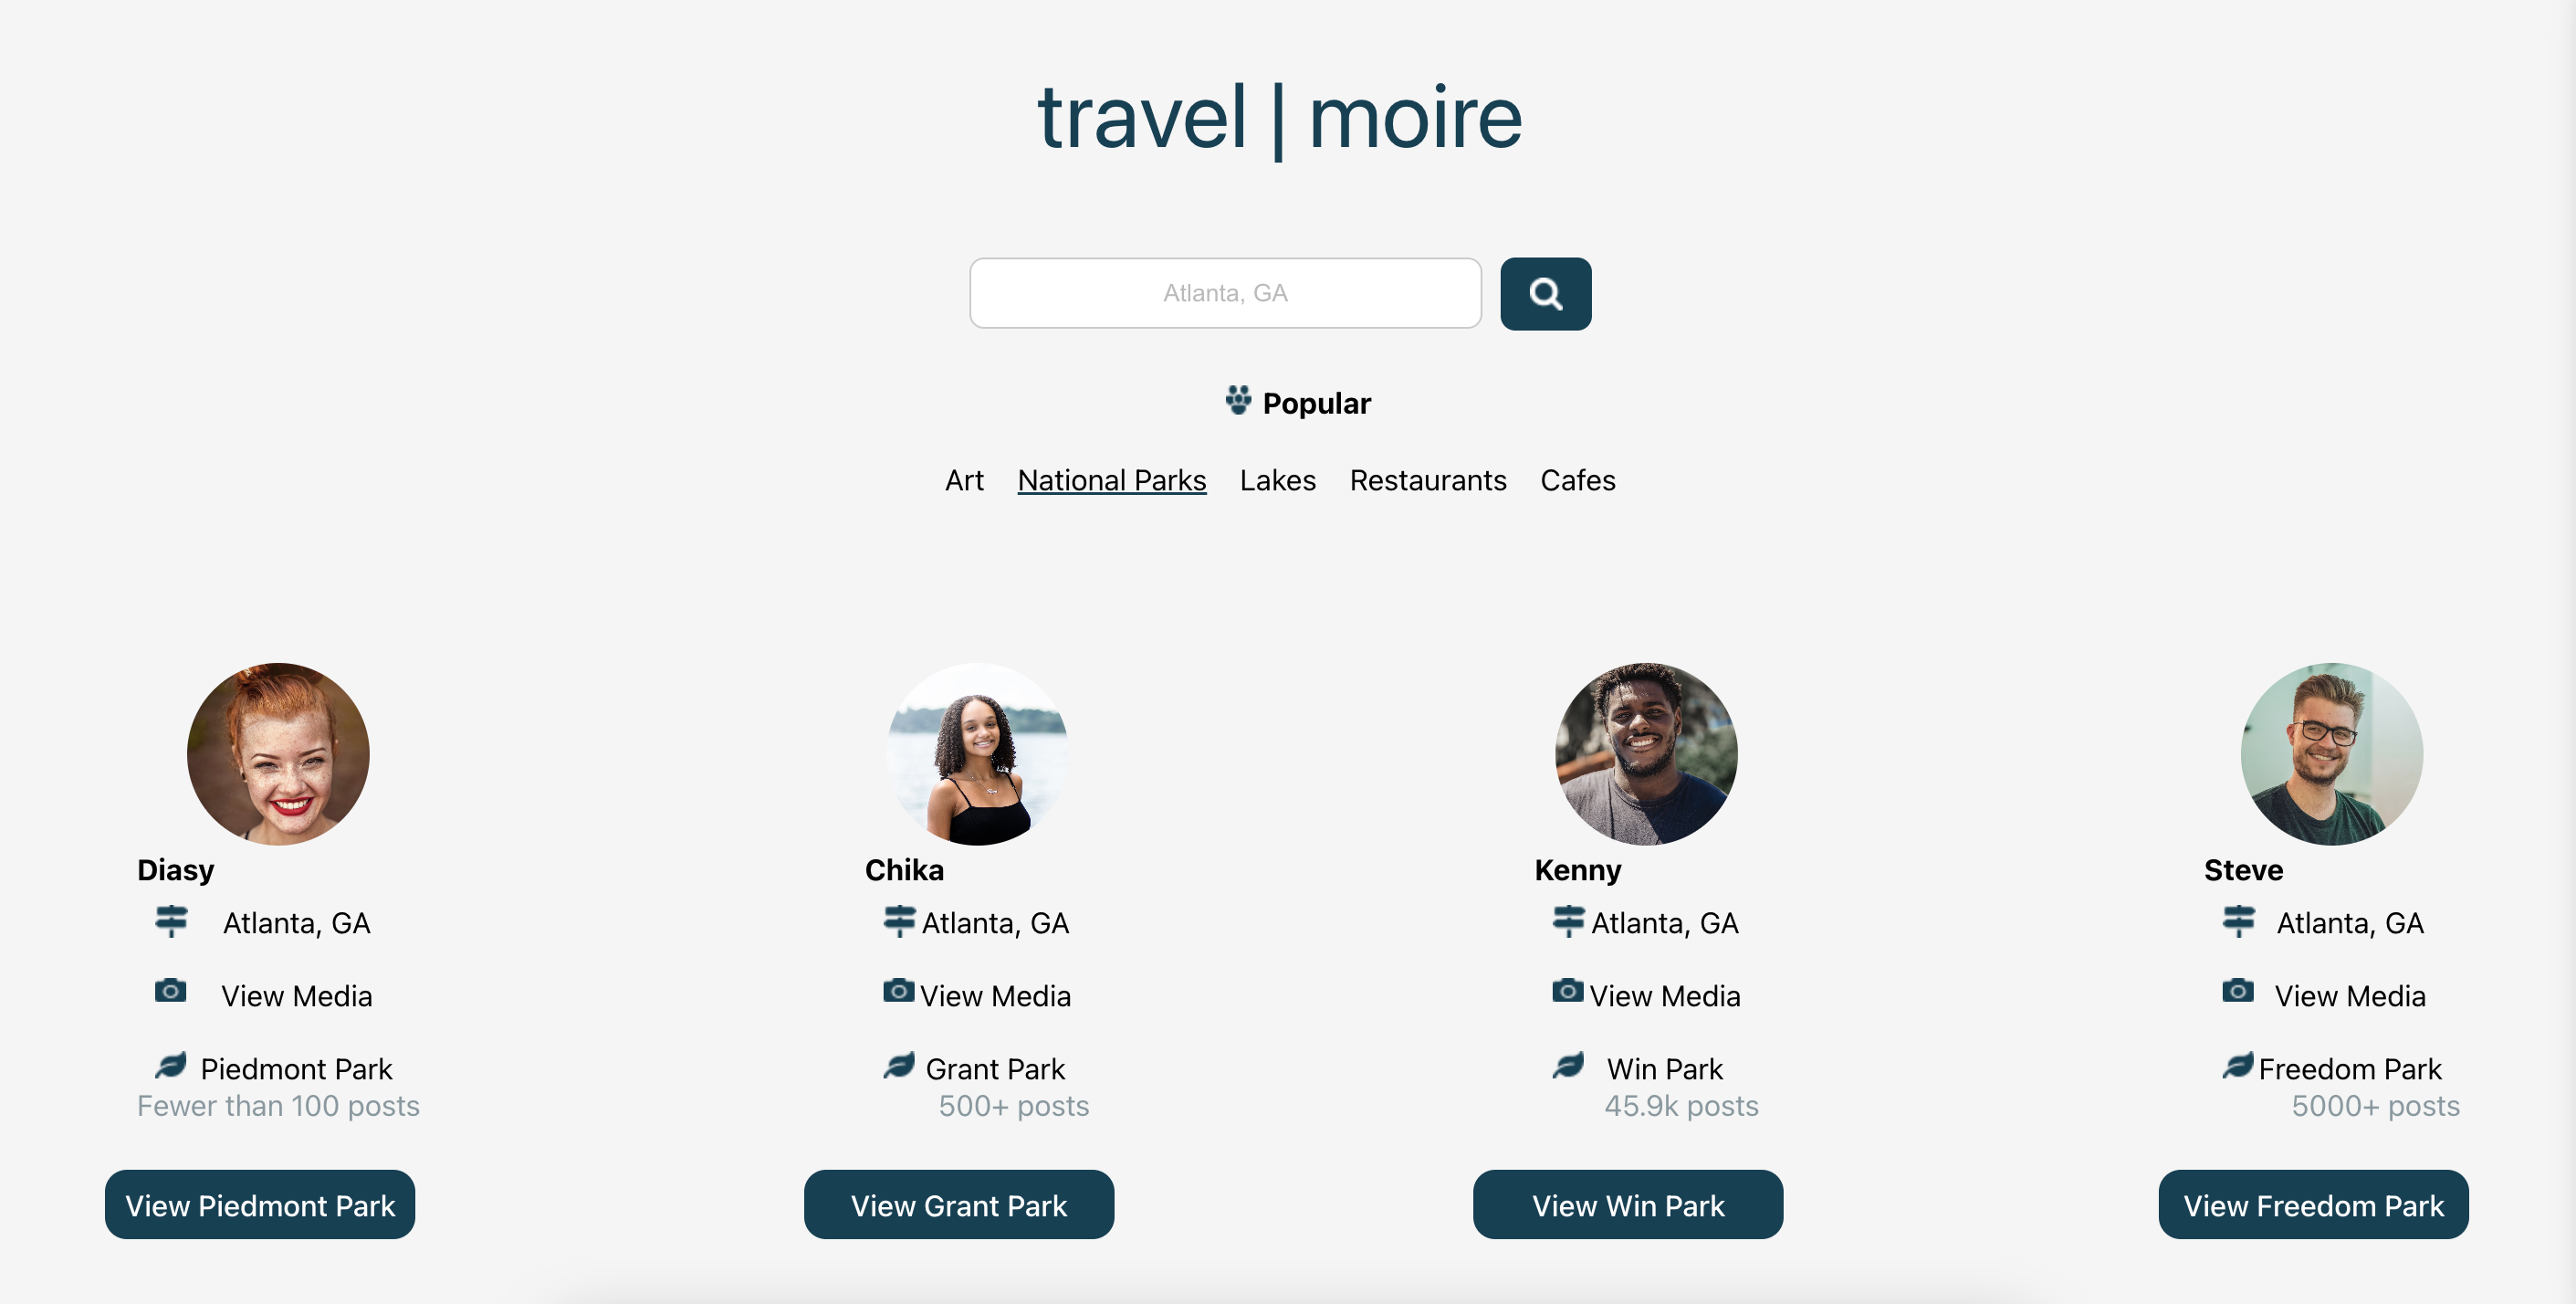 travel | moire
Atlanta, GA
Popular
Art National Parks Lakes Restaurants Cafes
Diasy
Atlanta, GA
View Media
Piedmont Park
Fewer than 100 posts
View Piedmont Park
Chika
Atlanta, GA
View Media
Grant Park
500+ posts
View Grant Park
Kenny
Atlanta, GA
View Media
Win Park
45.9k posts
View Win Park
Steve
Atlanta, GA
View Media
Freedom Park
5000+ posts
View Freedom Park